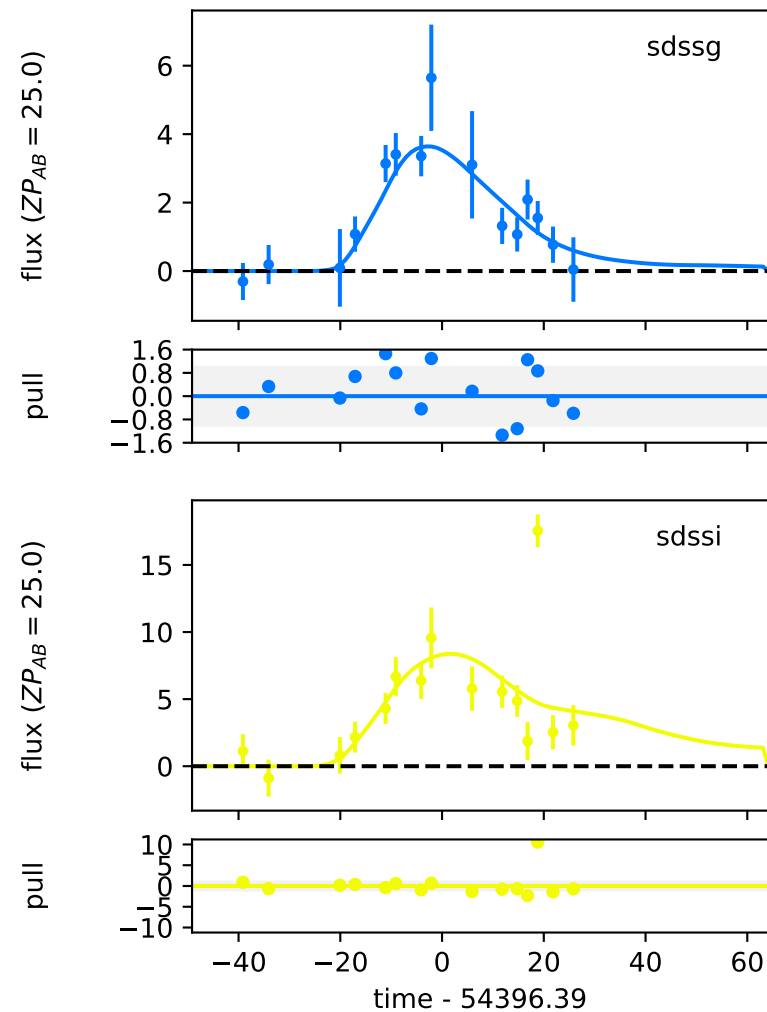 sdssg
flux (ZP_AB = 25.0)
6
4
2
0
pull
1.6
0.8
0.0
−0.8
−1.6
sdssi
flux (ZP_AB = 25.0)
15
10
5
0
pull
10
5
0
−5
−10
−40 −20 0 20 40 60
time - 54396.39